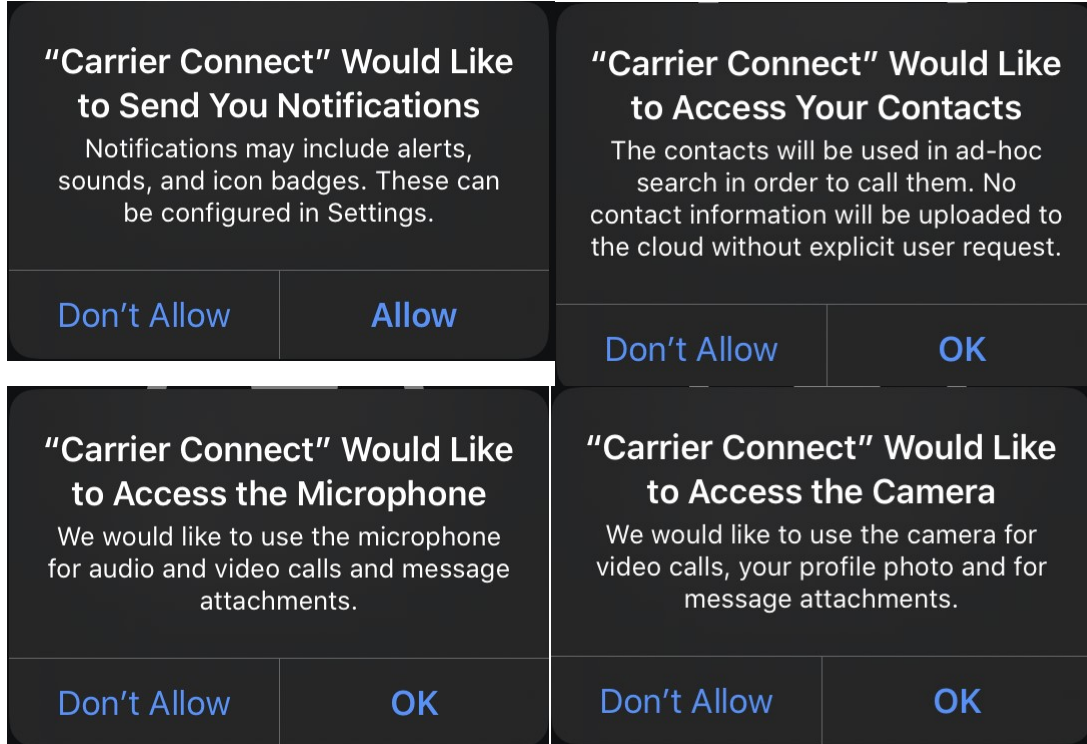 “Carrier Connect” Would Like
to Send You Notifications
Notifications may include alerts,
sounds, and icon badges. These can
be configured in Settings.
Don’t Allow
Allow
“Carrier Connect” Would Like
to Access Your Contacts
The contacts will be used in ad-hoc
search in order to call them. No
contact information will be uploaded to
the cloud without explicit user request.
Don’t Allow
OK
“Carrier Connect” Would Like
to Access the Microphone
We would like to use the microphone
for audio and video calls and message
attachments.
Don’t Allow
OK
“Carrier Connect” Would Like
to Access the Camera
We would like to use the camera for
video calls, your profile photo and for
message attachments.
Don’t Allow
OK